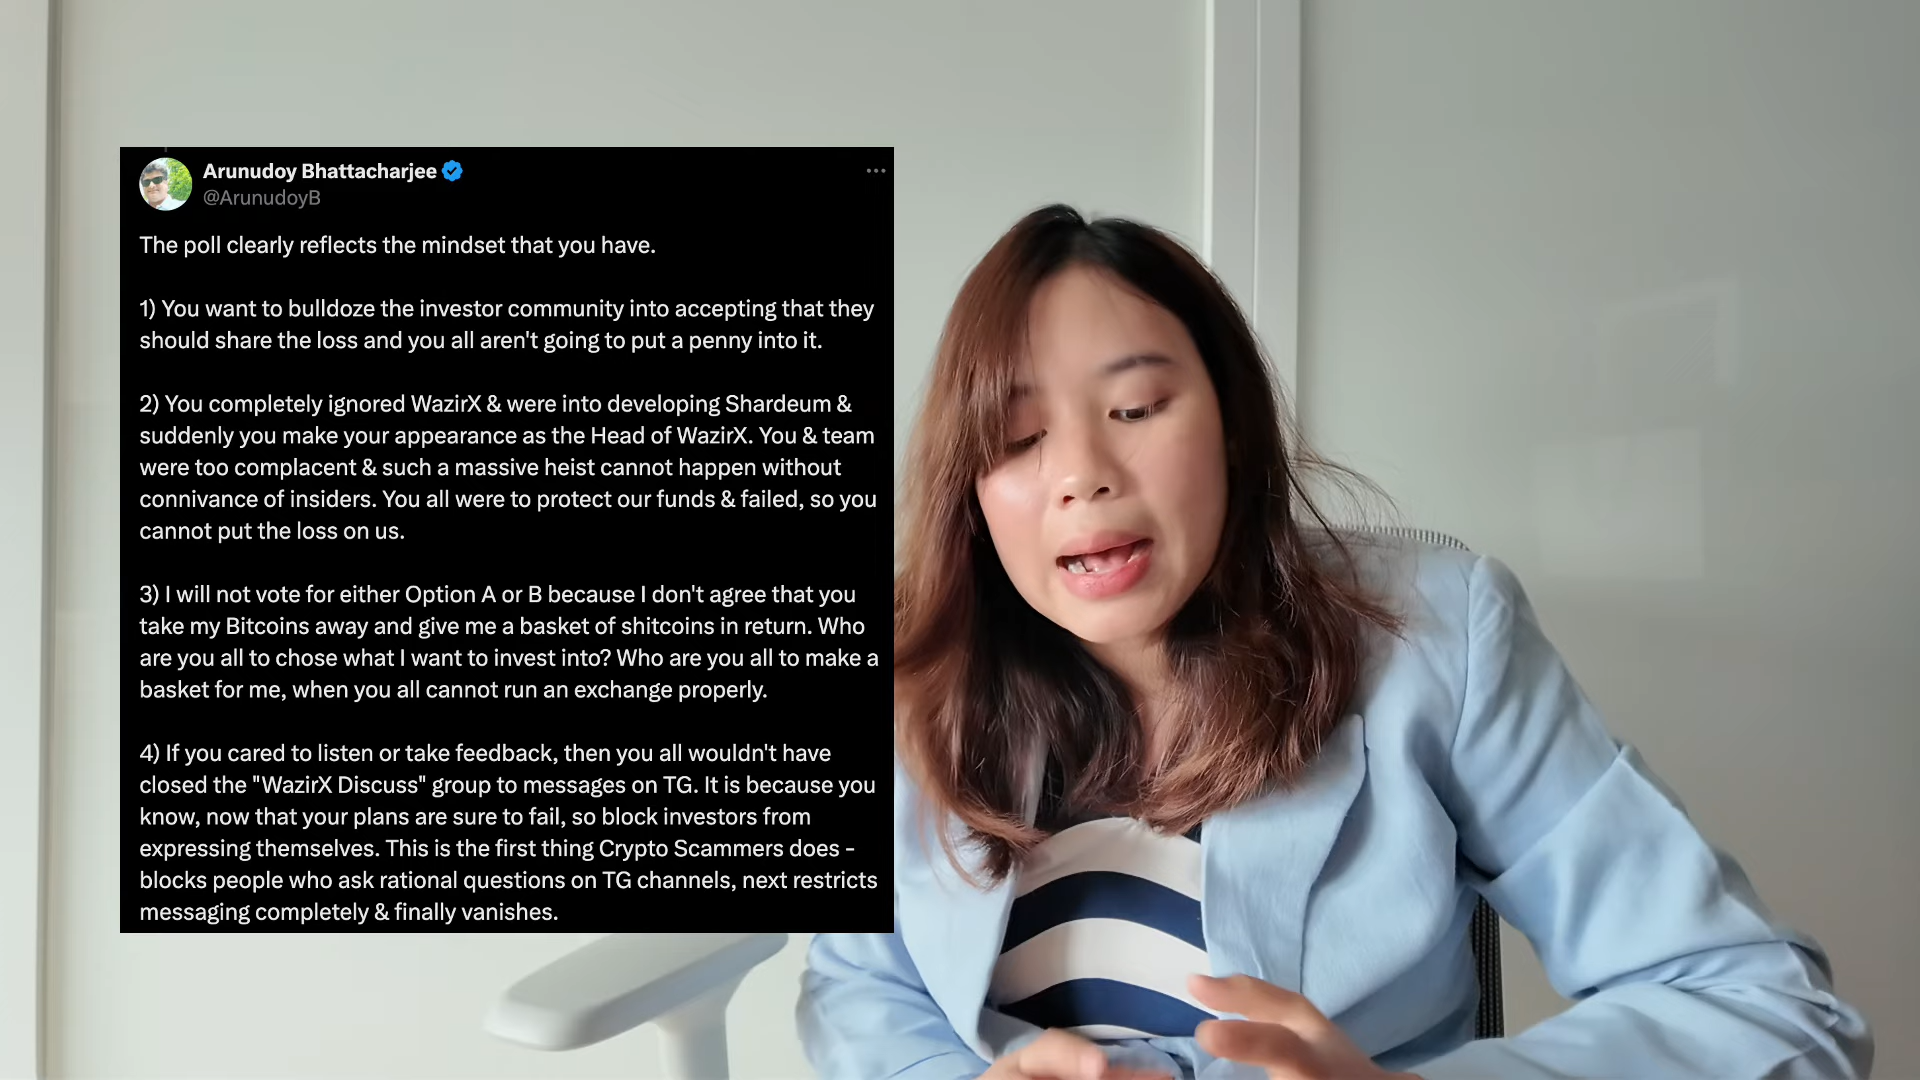 Arunudoy Bhattacharjee
@ArunudoyB
The poll clearly reflects the mindset that you have.
1) You want to bulldoze the investor community into accepting that they
should share the loss and you all aren't going to put a penny into it.
2) You completely ignored WazirX & were into developing Shardeum &
suddenly you make your appearance as the Head of WazirX. You & team
were too complacent & such a massive heist cannot happen without
connivance of insiders. You all were to protect our funds & failed, so you
cannot put the loss on us.
3) I will not vote for either Option A or B because I don't agree that you
take my Bitcoins away and give me a basket of shitcoins in return. Who
are you all to chose what I want to invest into? Who are you all to make a
basket for me, when you all cannot run an exchange properly.
4) If you cared to listen or take feedback, then you all wouldn't have
closed the "WazirX Discuss" group to messages on TG. It is because you
know, now that your plans are sure to fail, so block investors from
expressing themselves. This is the first thing Crypto Scammers does -
blocks people who ask rational questions on TG channels, next restricts
messaging completely & finally vanishes.